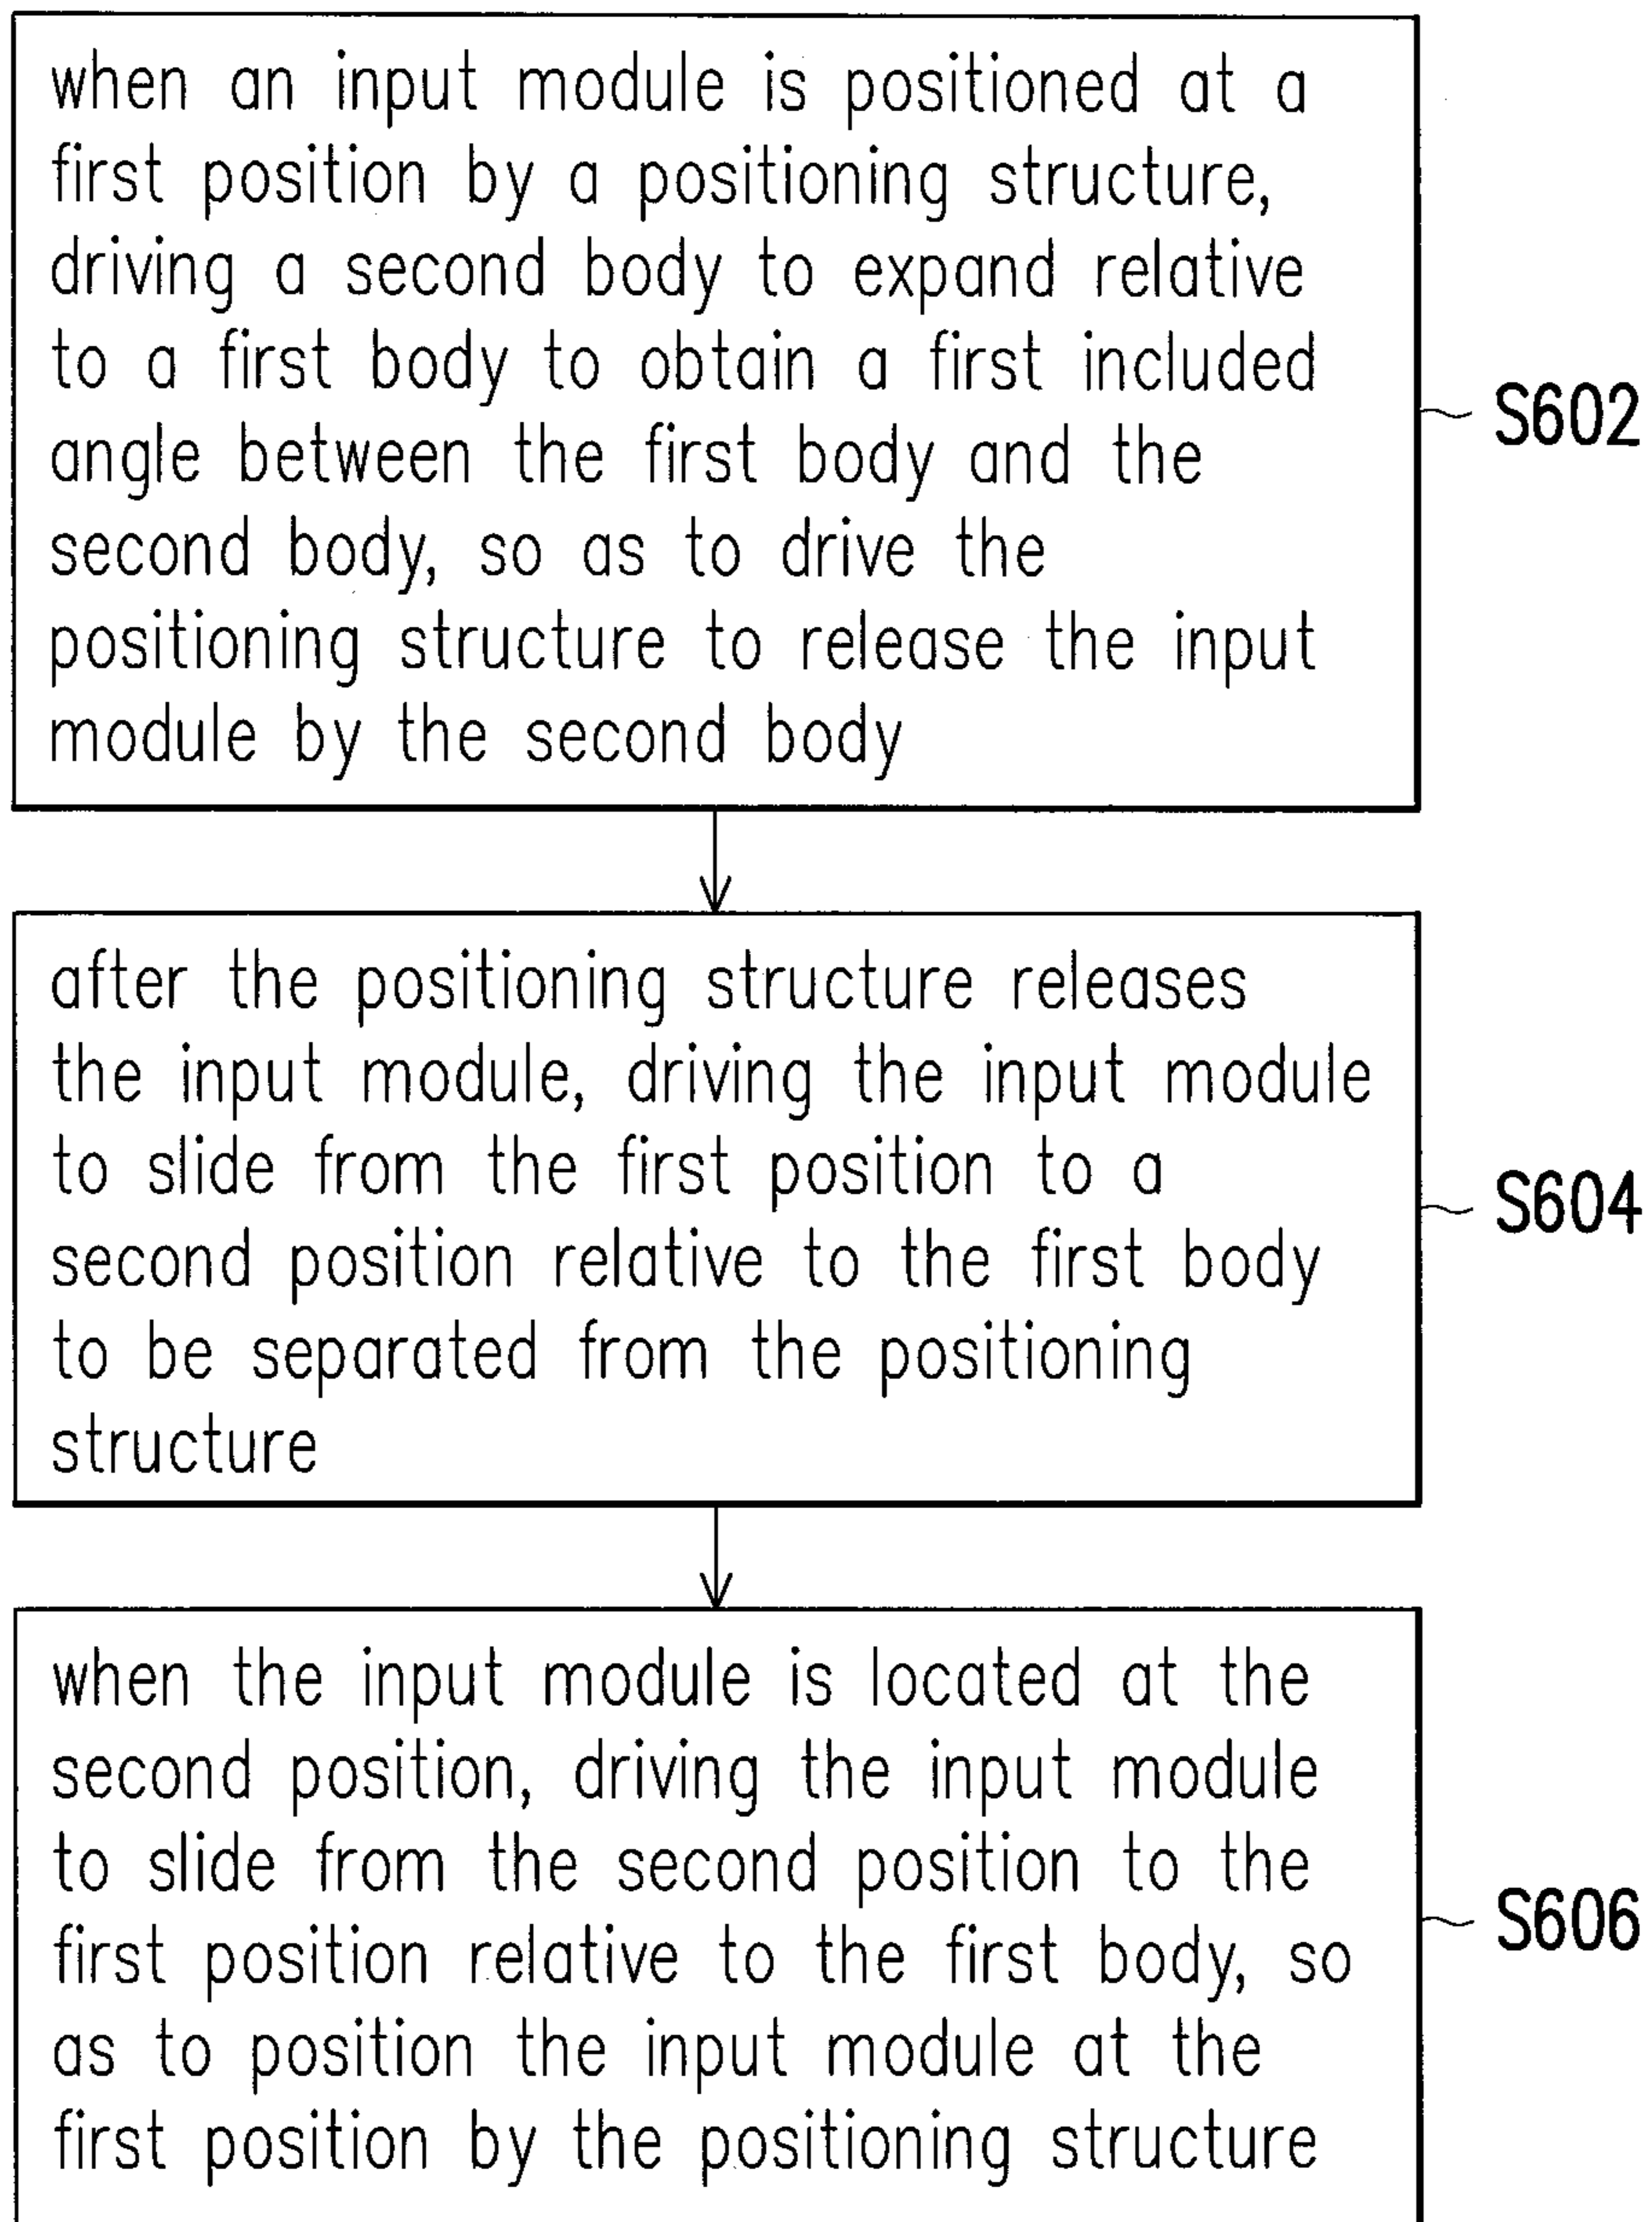 when an input module is positioned at a
first position by a positioning structure,
driving a second body to expand relative
to a first body to obtain a first included
angle between the first body and the
second body, so as to drive the
positioning structure to release the input
module by the second body
S602
after the positioning structure releases
the input module, driving the input module
to slide from the first position to a
second position relative to the first body
to be separated from the positioning
structure
S604
when the input module is located at the
second position, driving the input module
to slide from the second position to the
first position relative to the first body, so
as to position the input module at the
first position by the positioning structure
S606